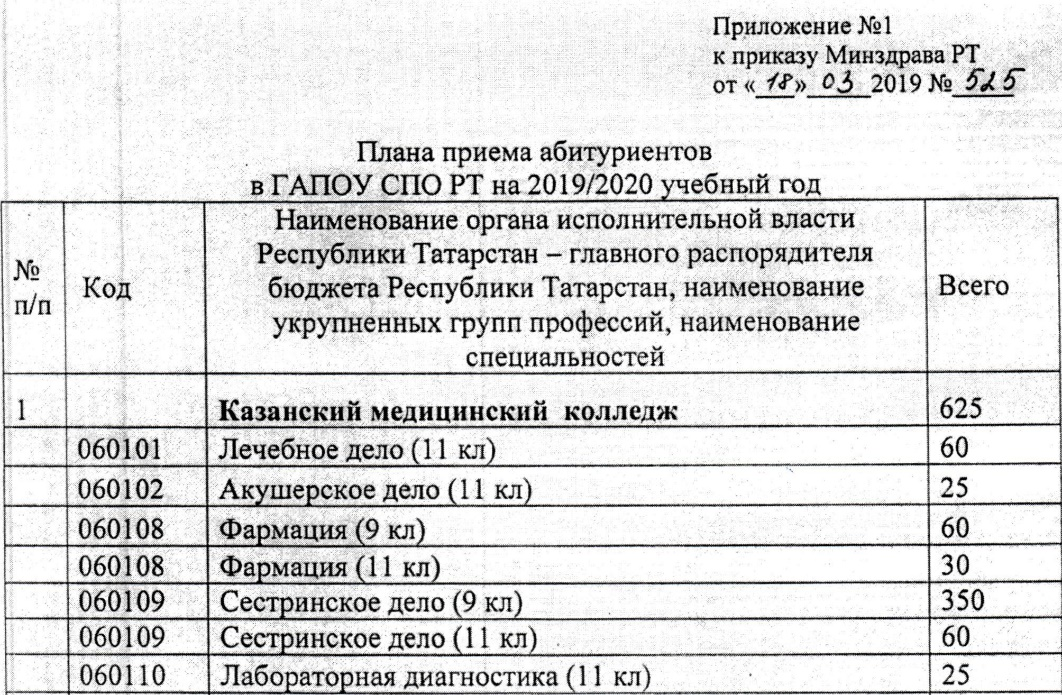 Приложение №1
к приказу Минздрава РТ
от «18» 03 2019 № 525
Плана приема абитуриентов
в ГАПОУ СПО РТ на 2019/2020 учебный год
№ п/п Код Наименование органа исполнительной власти Республики Татарстан – главного распорядителя бюджета Республики Татарстан, наименование укрупненных групп профессий, наименование специальностей Всего
1 Казанский медицинский колледж 625
060101 Лечебное дело (11 кл) 60
060102 Акушерское дело (11 кл) 25
060108 Фармация (9 кл) 60
060108 Фармация (11 кл) 30
060109 Сестринское дело (9 кл) 350
060109 Сестринское дело (11 кл) 60
060110 Лабораторная диагностика (11 кл) 25